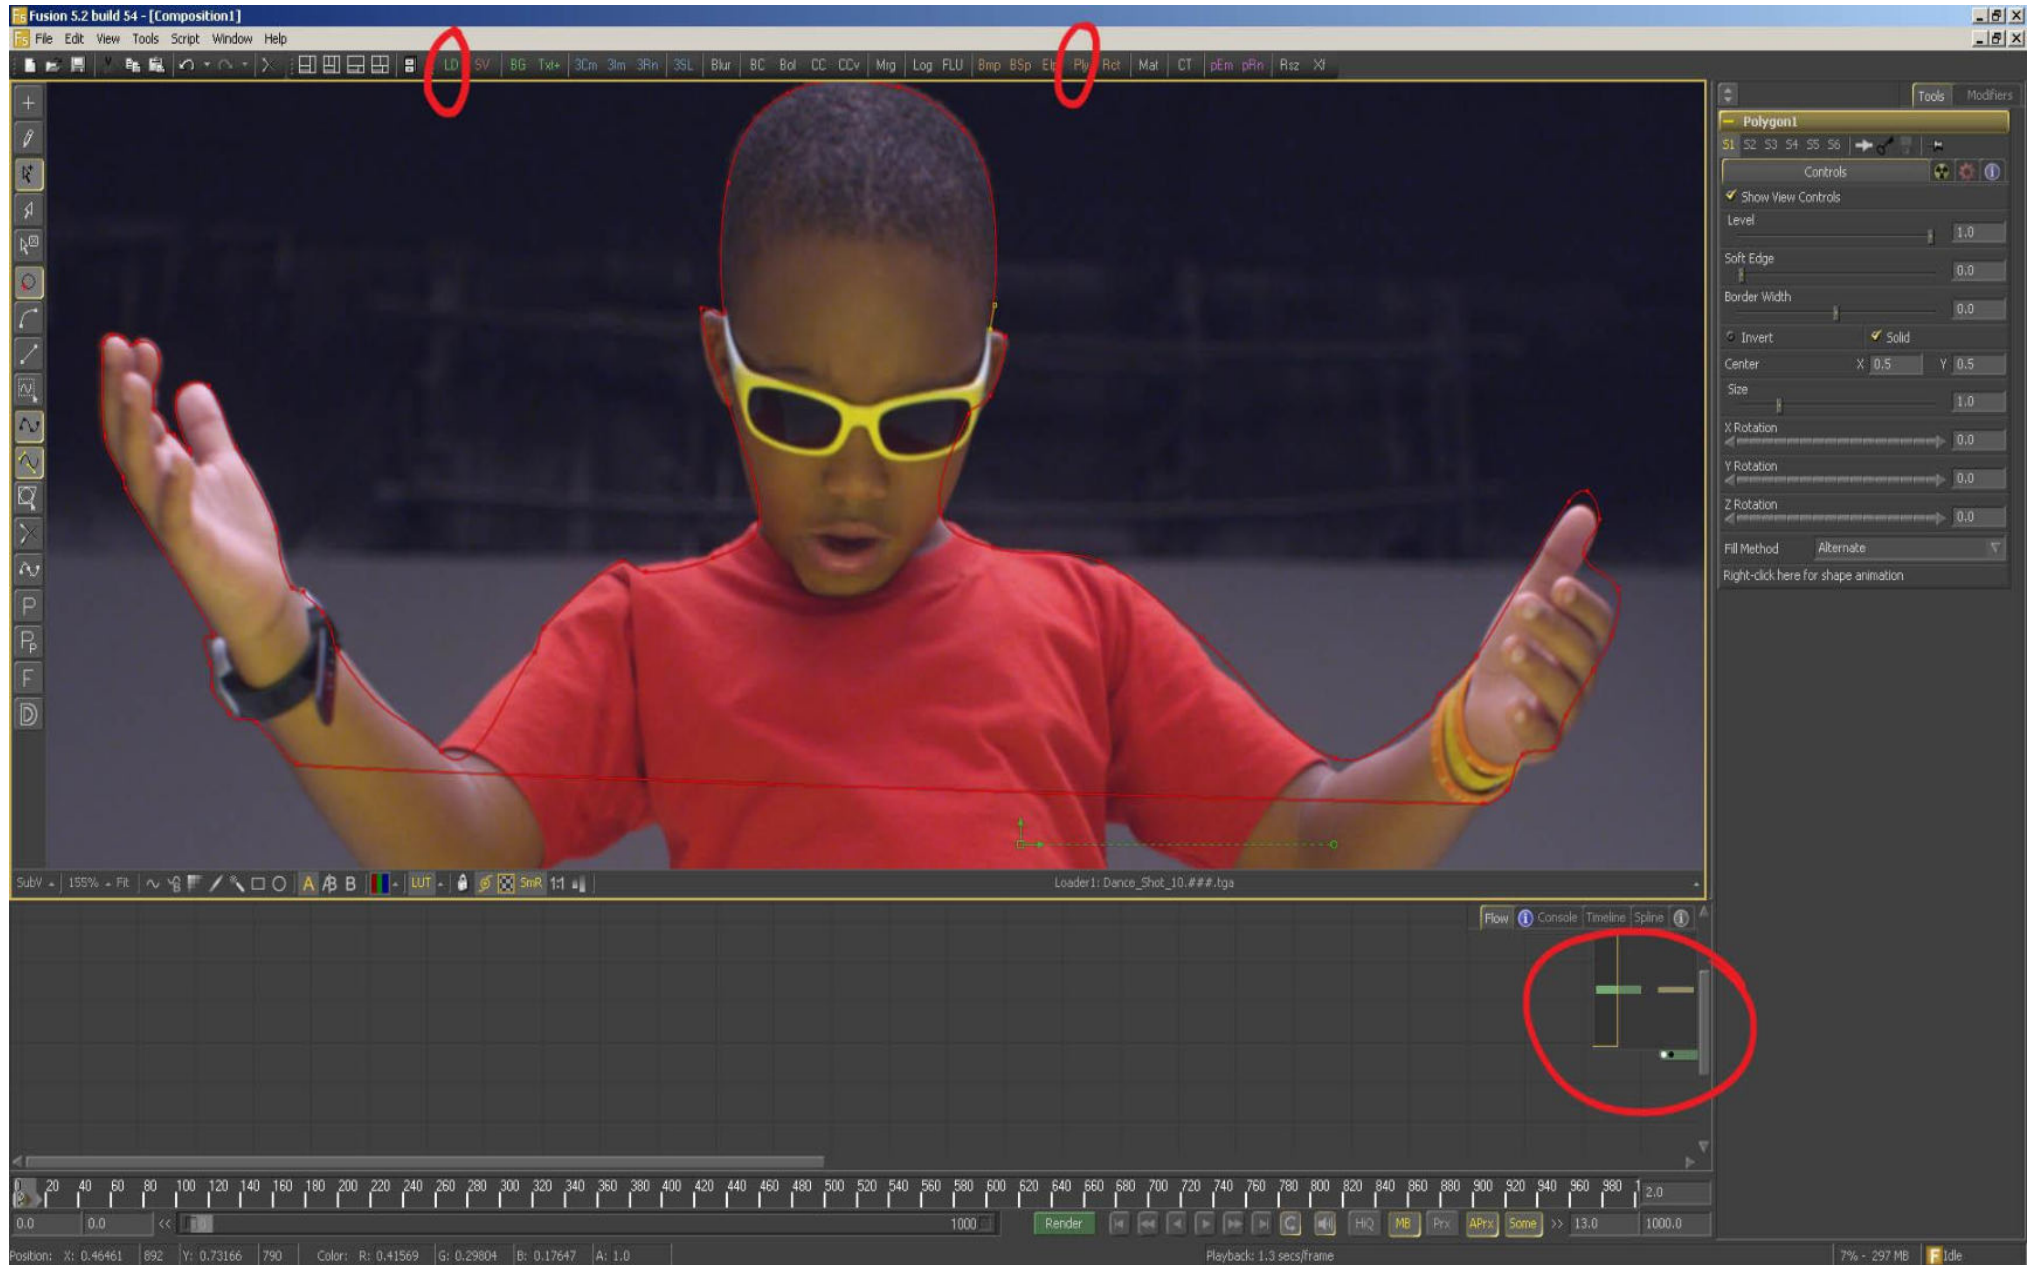 Fusion 5.2 build 54 - [Composition1]
File Edit View Tools Script Window Help
LD SV BG Txt+ 3Cm 3Im 3Rn 3SL Blur BC Bol CC CCv Mrg Log FLU Bmp BSp Elp Ply Rct Mat CT pEm pRn Rsz Xf
Tools Modifiers
Polygon1
S1 S2 S3 S4 S5 S6
Controls
Show View Controls
Level
1.0
Soft Edge
0.0
Border Width
0.0
Invert Solid
Center X 0.5 Y 0.5
Size
1.0
X Rotation
0.0
Y Rotation
0.0
Z Rotation
0.0
Fill Method Alternate
Right-click here for shape animation
P
Pp
F
D
SubV 155% Fit A A/B B LUT SmR 1:1 Loader1: Dance_Shot_10.###.tga
Flow Console Timeline Spline
0 20 40 60 80 100 120 140 160 180 200 220 240 260 280 300 320 340 360 380 400 420 440 460 480 500 520 540 560 580 600 620 640 660 680 700 720 740 760 780 800 820 840 860 880 900 920 940 960 980 1 2.0
0.0 0.0 << 1000 Render HiQ MB Prx APrx Some >> 13.0 1000.0
Position: X: 0.46461 892 Y: 0.73166 790 Color: R: 0.41569 G: 0.29804 B: 0.17647 A: 1.0 Playback: 1.3 secs/frame 7% - 297 MB Idle